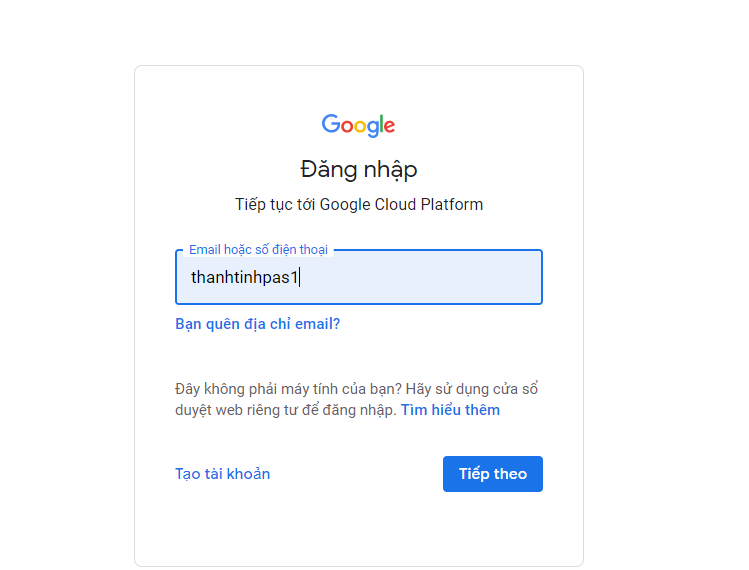 Google
Đăng nhập
Tiếp tục tới Google Cloud Platform
Email hoặc số điện thoại
thanhtinhpas1
Bạn quên địa chỉ email?
Đây không phải máy tính của bạn? Hãy sử dụng cửa sổ
duyệt web riêng tư để đăng nhập. Tìm hiểu thêm
Tạo tài khoản
Tiếp theo